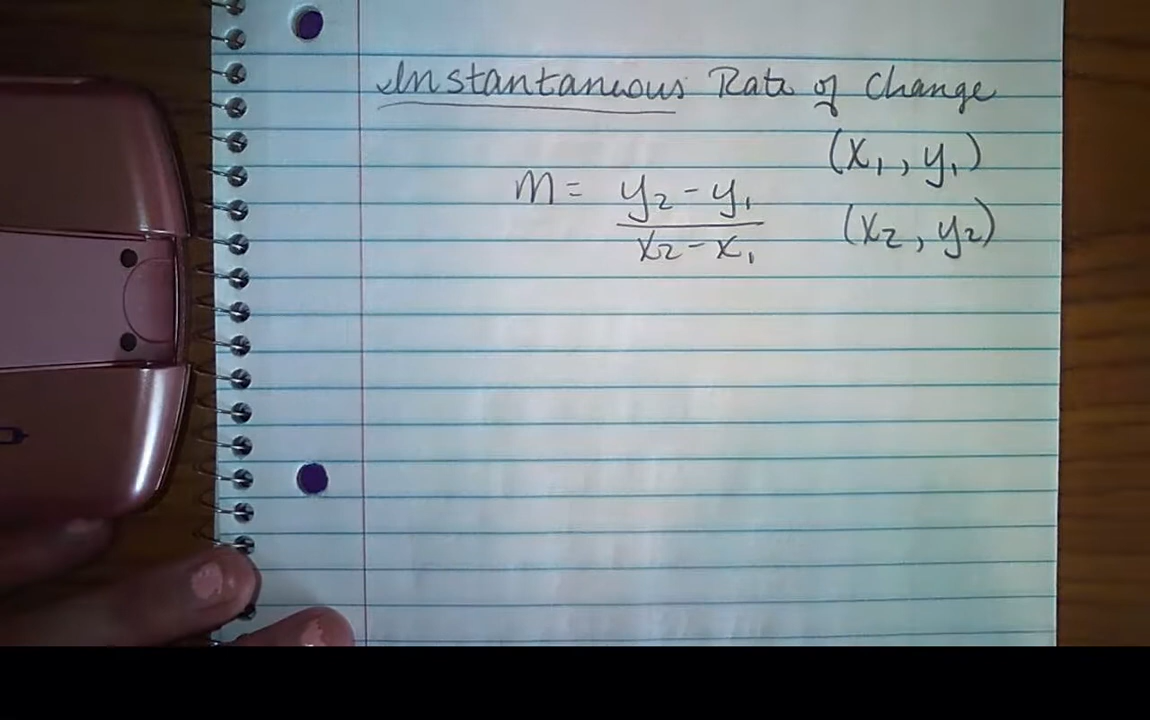 Instantaneous Rate of Change
(x₁, y₁)
m = y₂ - y₁
x₂ - x₁
(x₂, y₂)